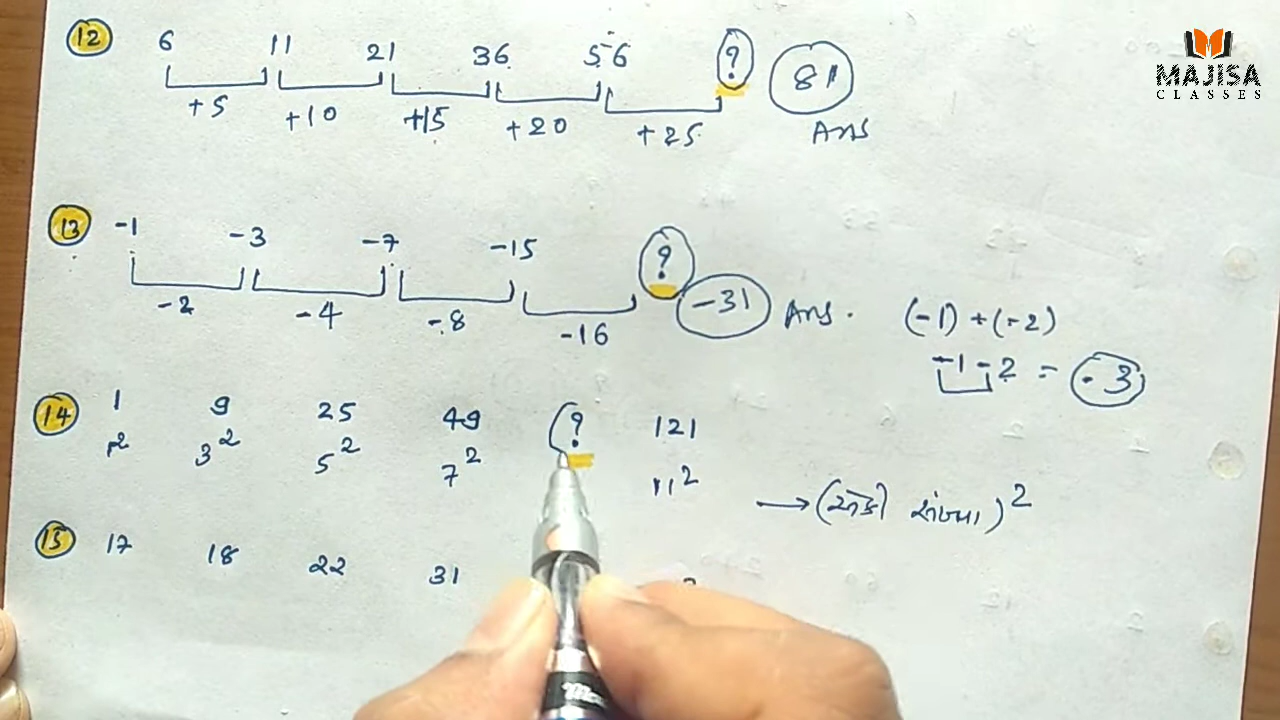 MAJISA
CLASSES
12 6 11 21 36 56 ? 81
+5 +10 +15 +20 +25 Ans
13 -1 -3 -7 -15 ? -31 Ans.
-2 -4 -8 -16
(-1) + (-2)
-1 - 2 = -3
14 1 9 25 49 ? 121
1² 3² 5² 7² 11² → (એકી સંખ્યા)²
15 17 18 22 31